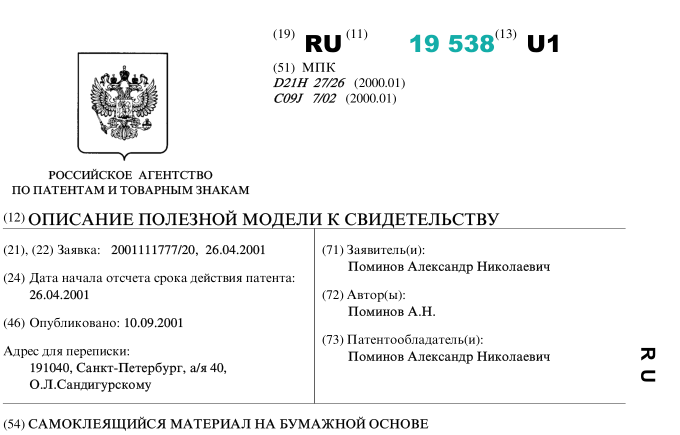 (19) RU (11) 19 538 (13) U1
(51) МПК
D21H 27/26 (2000.01)
C09J 7/02 (2000.01)
РОССИЙСКОЕ АГЕНТСТВО
ПО ПАТЕНТАМ И ТОВАРНЫМ ЗНАКАМ
(12) ОПИСАНИЕ ПОЛЕЗНОЙ МОДЕЛИ К СВИДЕТЕЛЬСТВУ
(21), (22) Заявка: 2001111777/20, 26.04.2001
(24) Дата начала отсчета срока действия патента:
26.04.2001
(46) Опубликовано: 10.09.2001
Адрес для переписки:
191040, Санкт-Петербург, а/я 40,
О.Л.Сандигурскому
(71) Заявитель(и):
Поминов Александр Николаевич
(72) Автор(ы):
Поминов А.Н.
(73) Патентообладатель(и):
Поминов Александр Николаевич
RU
(54) САМОКЛЕЯЩИЙСЯ МАТЕРИАЛ НА БУМАЖНОЙ ОСНОВЕ